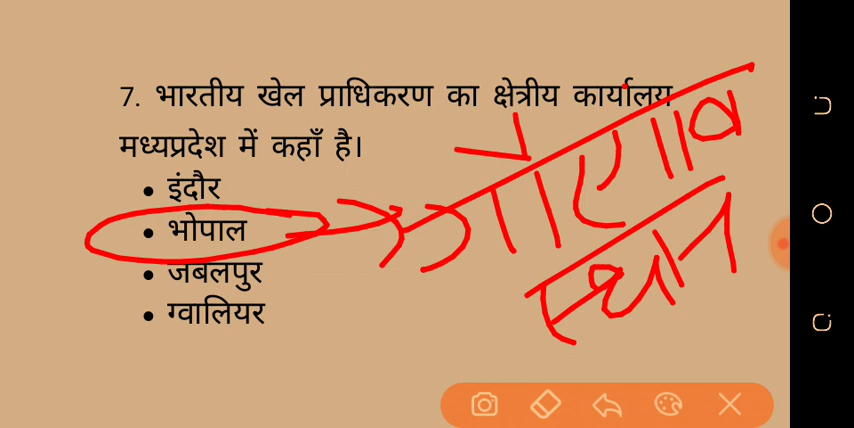 7. भारतीय खेल प्राधिकरण का क्षेत्रीय कार्यालय
मध्यप्रदेश में कहाँ है।
• इंदौर
• भोपाल
• जबलपुर
• ग्वालियर
गोरागांव
स्थान